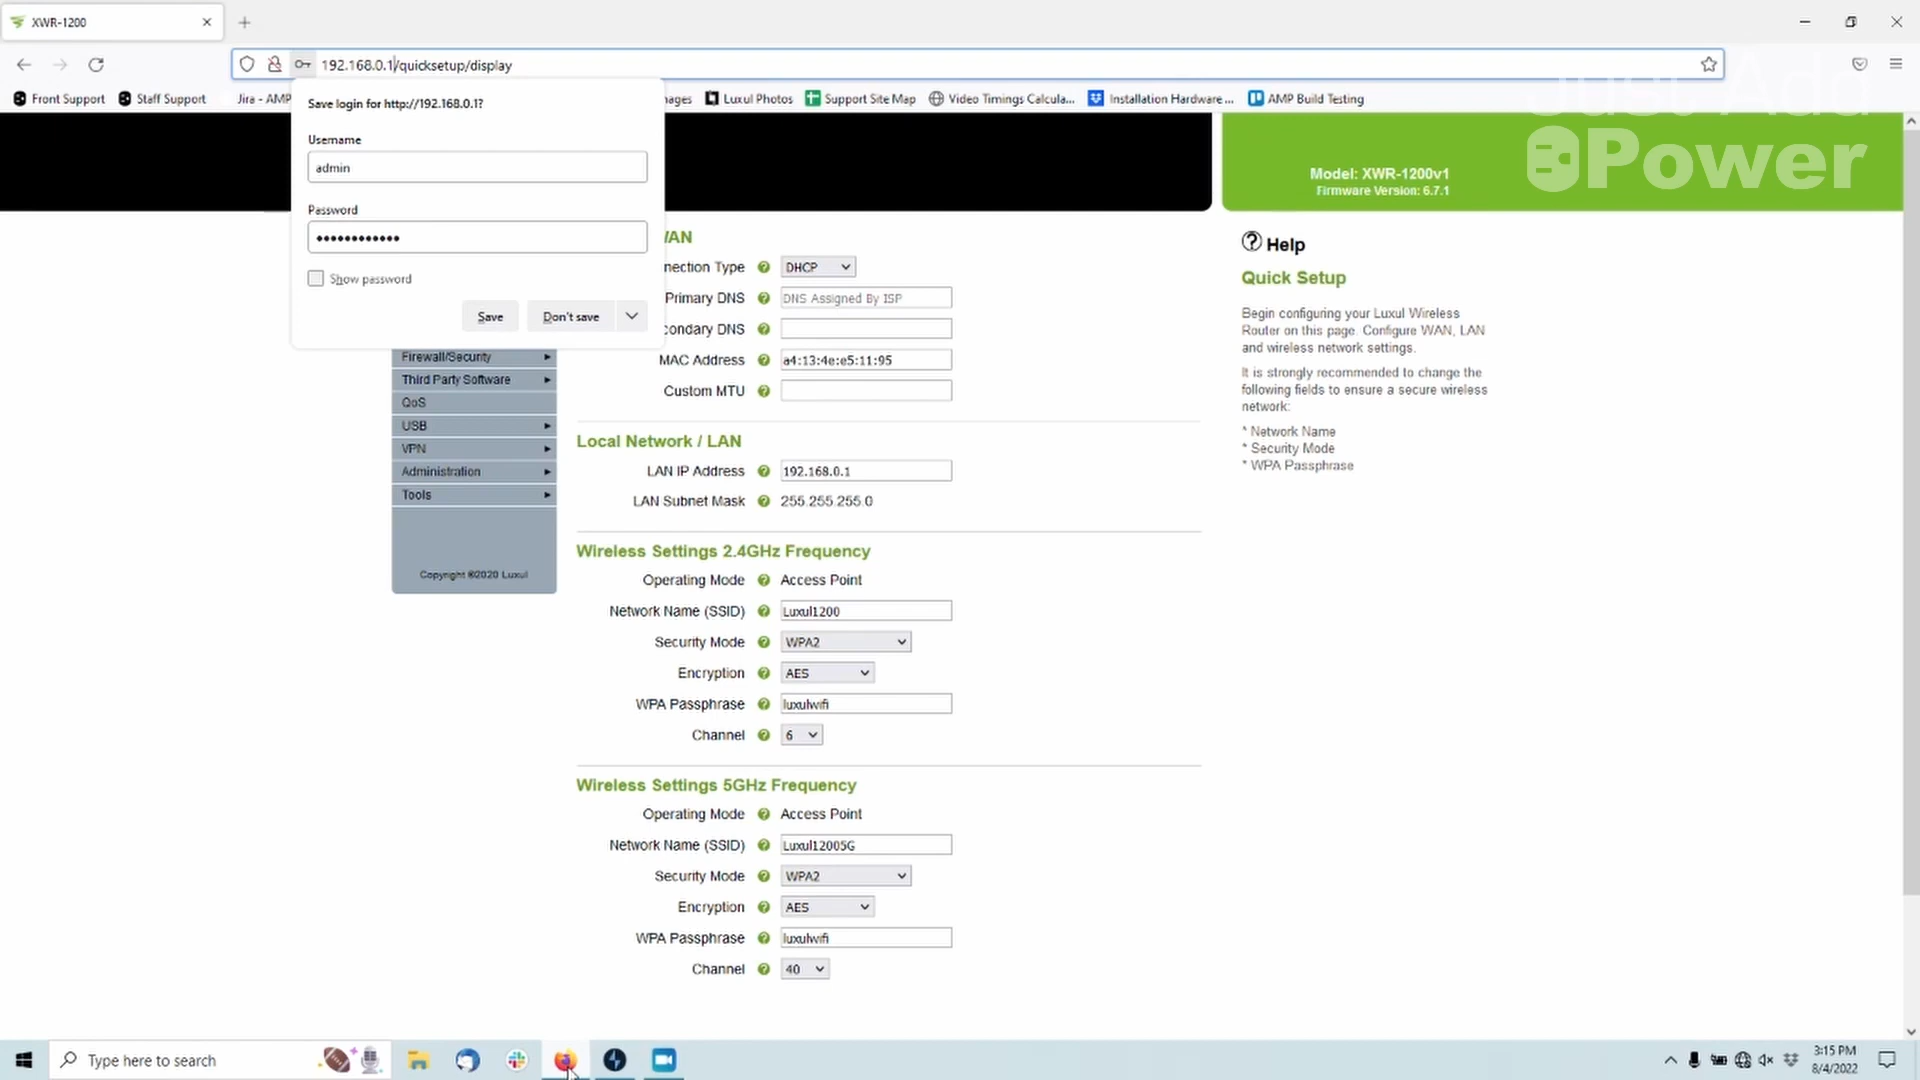 XWR-1200
192.168.0.1/quicksetup/display
Front Support
Staff Support
Jira - AMP
Luxul Photos
Support Site Map
Video Timings Calcula...
Installation Hardware ...
AMP Build Testing
Just Add
Power
Save login for http://192.168.0.1?
Username
admin
Password
••••••••••••
Show password
Save
Don't save
Model: XWR-1200v1
Firmware Version: 6.7.1
Firewall/Security
Third Party Software
QoS
USB
VPN
Administration
Tools
Copyright ©2020 Luxul
DHCP
Primary DNS
DNS Assigned By ISP
MAC Address
a4:13:4e:e5:11:95
Custom MTU
Local Network / LAN
LAN IP Address
192.168.0.1
LAN Subnet Mask
255.255.255.0
Wireless Settings 2.4GHz Frequency
Operating Mode
Access Point
Network Name (SSID)
Luxul1200
Security Mode
WPA2
Encryption
AES
WPA Passphrase
luxulwifi
Channel
6
Wireless Settings 5GHz Frequency
Operating Mode
Access Point
Network Name (SSID)
Luxul12005G
Security Mode
WPA2
Encryption
AES
WPA Passphrase
luxulwifi
Channel
40
Help
Quick Setup
Begin configuring your Luxul Wireless
Router on this page. Configure WAN, LAN
and wireless network settings.
It is strongly recommended to change the
following fields to ensure a secure wireless
network:
* Network Name
* Security Mode
* WPA Passphrase
Type here to search
3:15 PM
8/4/2022